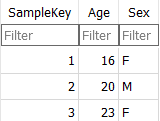 SampleKey Age Sex
Filter Filter Filter
1 16 F
2 20 M
3 23 F